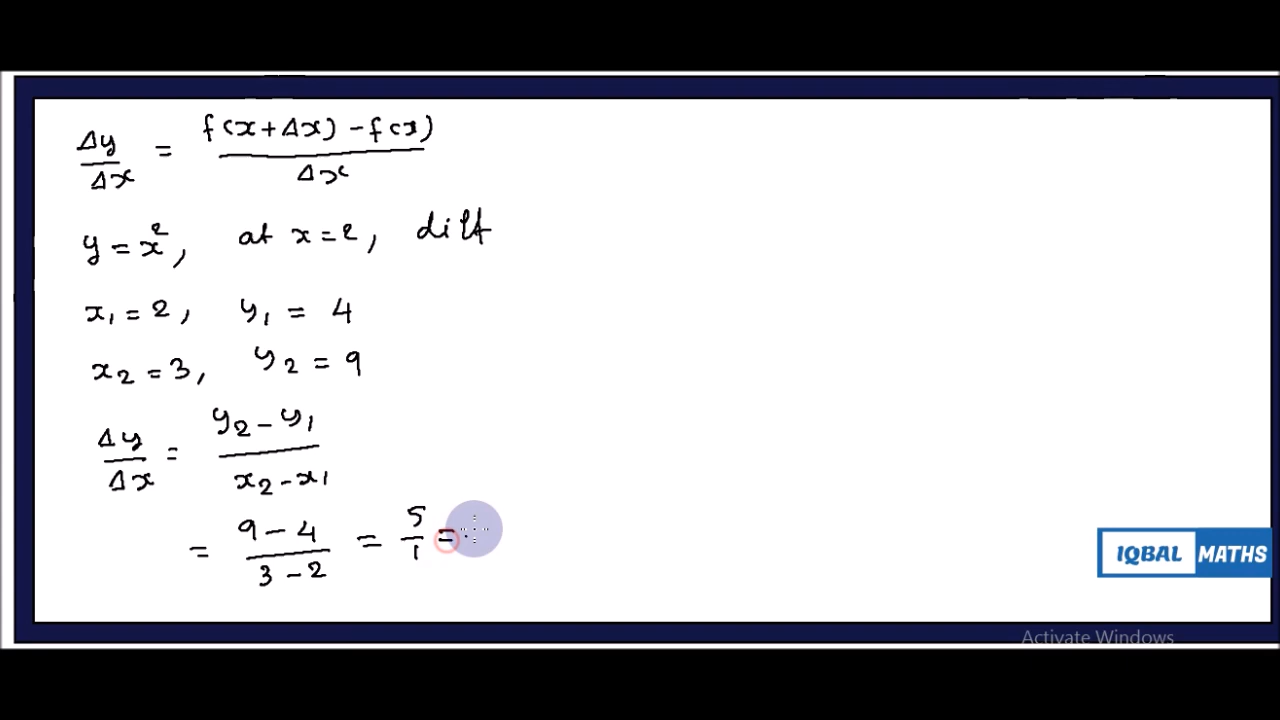 Δy/Δx = f(x+Δx) - f(x)/Δx
y = x², at x = 2, diff
x₁ = 2, y₁ = 4
x₂ = 3, y₂ = 9
Δy/Δx = y₂ - y₁/x₂ - x₁
= 9 - 4/3 - 2 = 5/1 =
IQBAL MATHS
Activate Windows